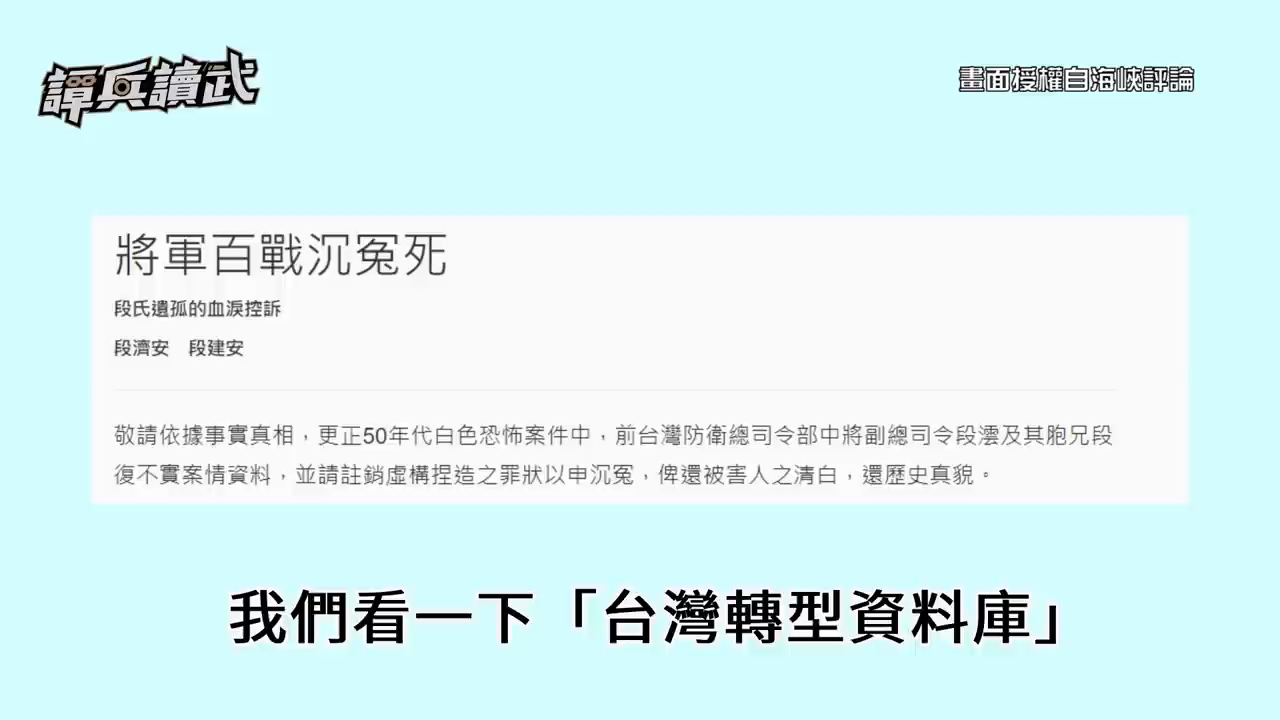 譚兵讀武
畫面授權自海峽評論
將軍百戰沉冤死
段氏遺孤的血淚控訴
段濟安 段建安
敬請依據事實真相，更正50年代白色恐怖案件中，前台灣防衛總司令部中將副總司令段澐及其胞兄段
復不實案情資料，並請註銷虛構捏造之罪狀以申沉冤，俾還被害人之清白，還歷史真貌。
我們看一下「台灣轉型資料庫」